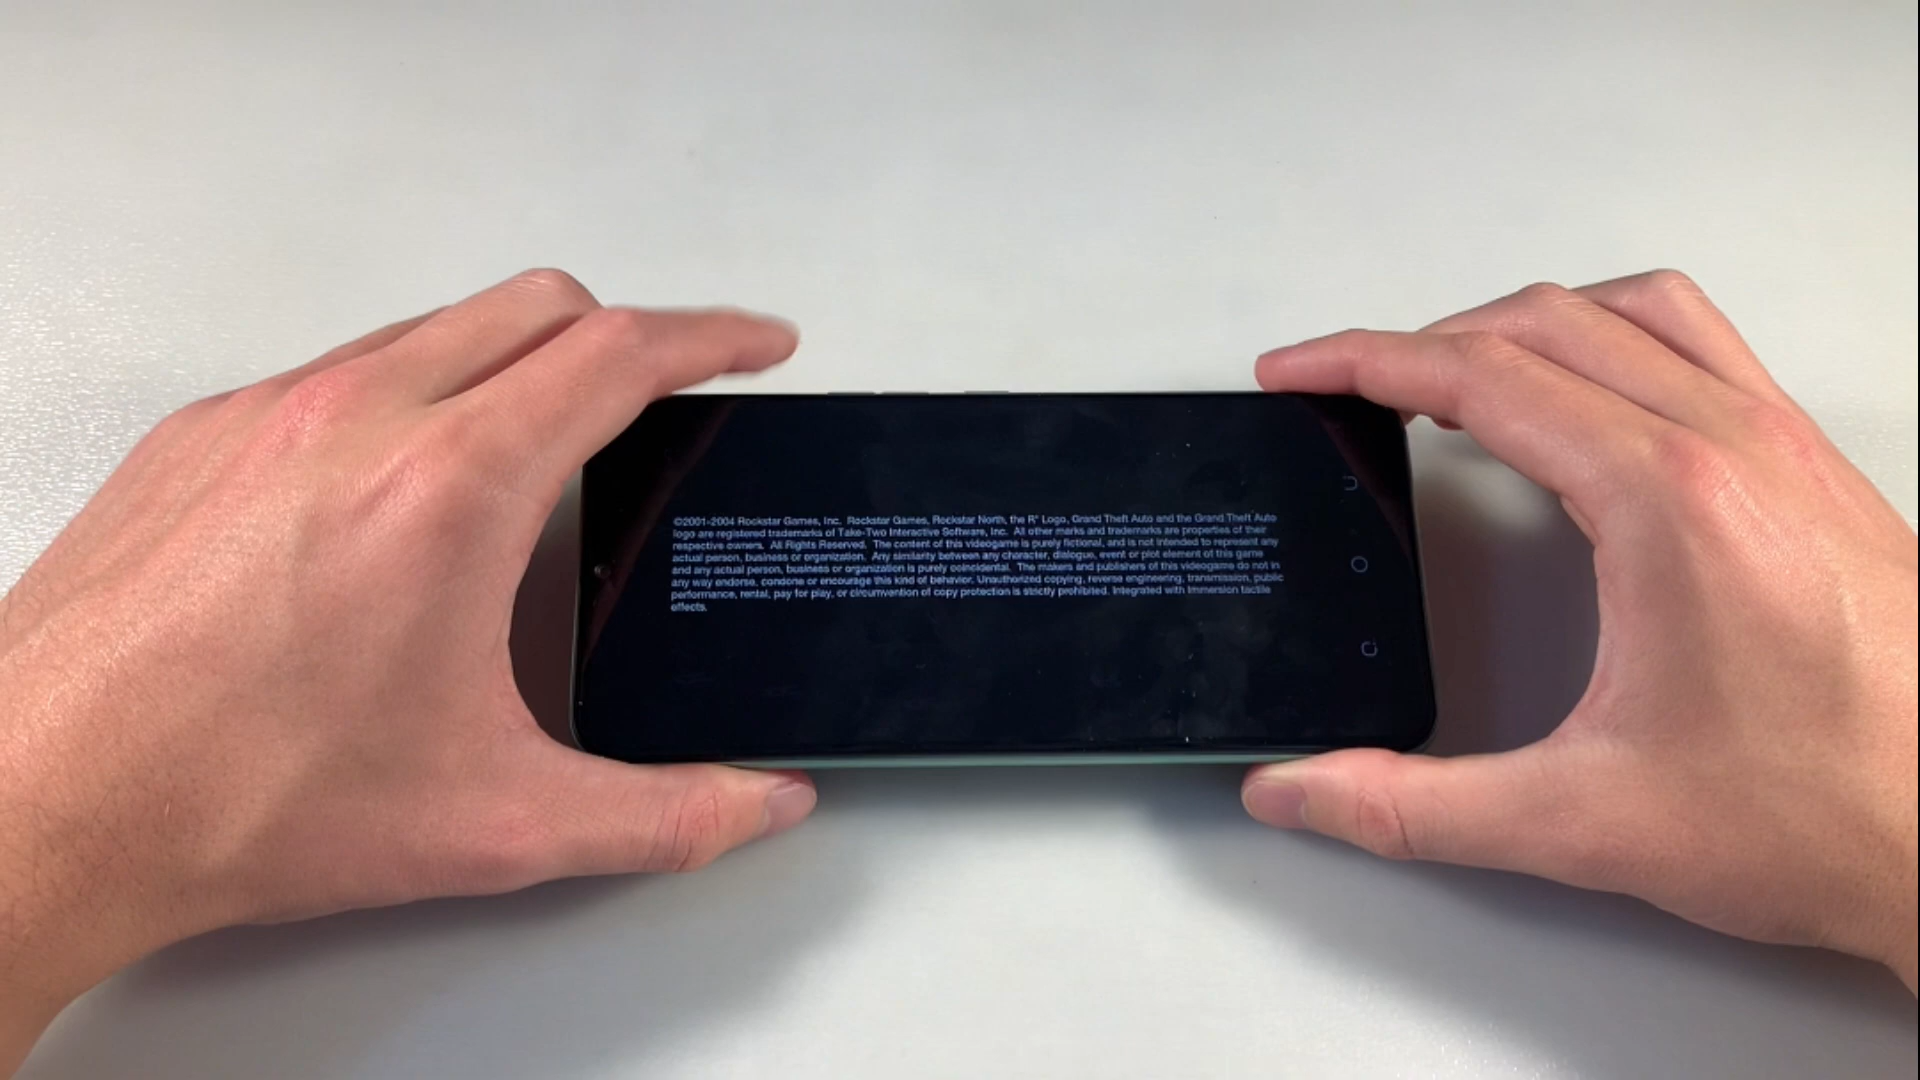 ©2001-2004 Rockstar Games, Inc. Rockstar Games, Rockstar North, the R* Logo, Grand Theft Auto and the Grand Theft Auto
logo are registered trademarks of Take-Two Interactive Software, Inc. All other marks and trademarks are properties of their
respective owners. All Rights Reserved. The content of this videogame is purely fictional, and is not intended to represent any
actual person, business or organization. Any similarity between any character, dialogue, event or plot element of this game
and any actual person, business or organization is purely coincidental. The makers and publishers of this videogame do not in
any way endorse, condone or encourage this kind of behavior. Unauthorized copying, reverse engineering, transmission, public
performance, rental, pay for play, or circumvention of copy protection is strictly prohibited. Integrated with Immersion tactile
effects.